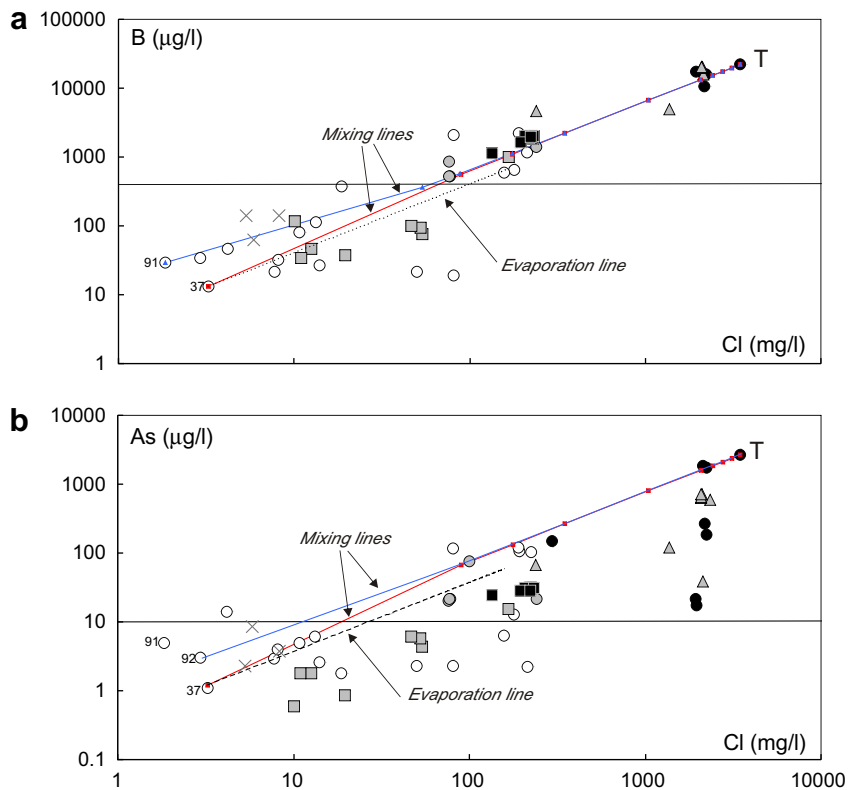 a
100000
B (µg/l)
T
10000
Mixing lines
1000
100
Evaporation line
91
10
37
Cl (mg/l)
1
b
10000
As (µg/l)
T
1000
Mixing lines
100
10
91
92
1
37
Evaporation line
Cl (mg/l)
0.1
1 10 100 1000 10000